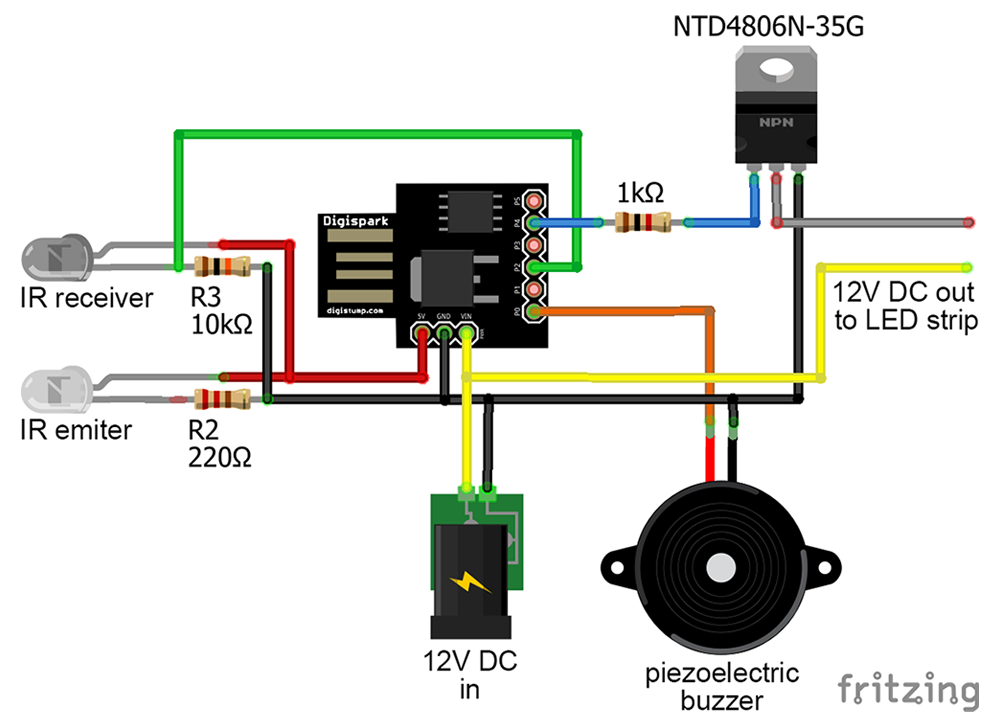 NTD4806N-35G
NPN
1kΩ
Digispark
digistump.com
P5
P4
P3
P2
P1
P0
5V
GND
VIN
PWR
IR receiver
R3
10kΩ
IR emiter
R2
220Ω
12V DC out
to LED strip
12V DC
in
piezoelectric
buzzer
fritzing